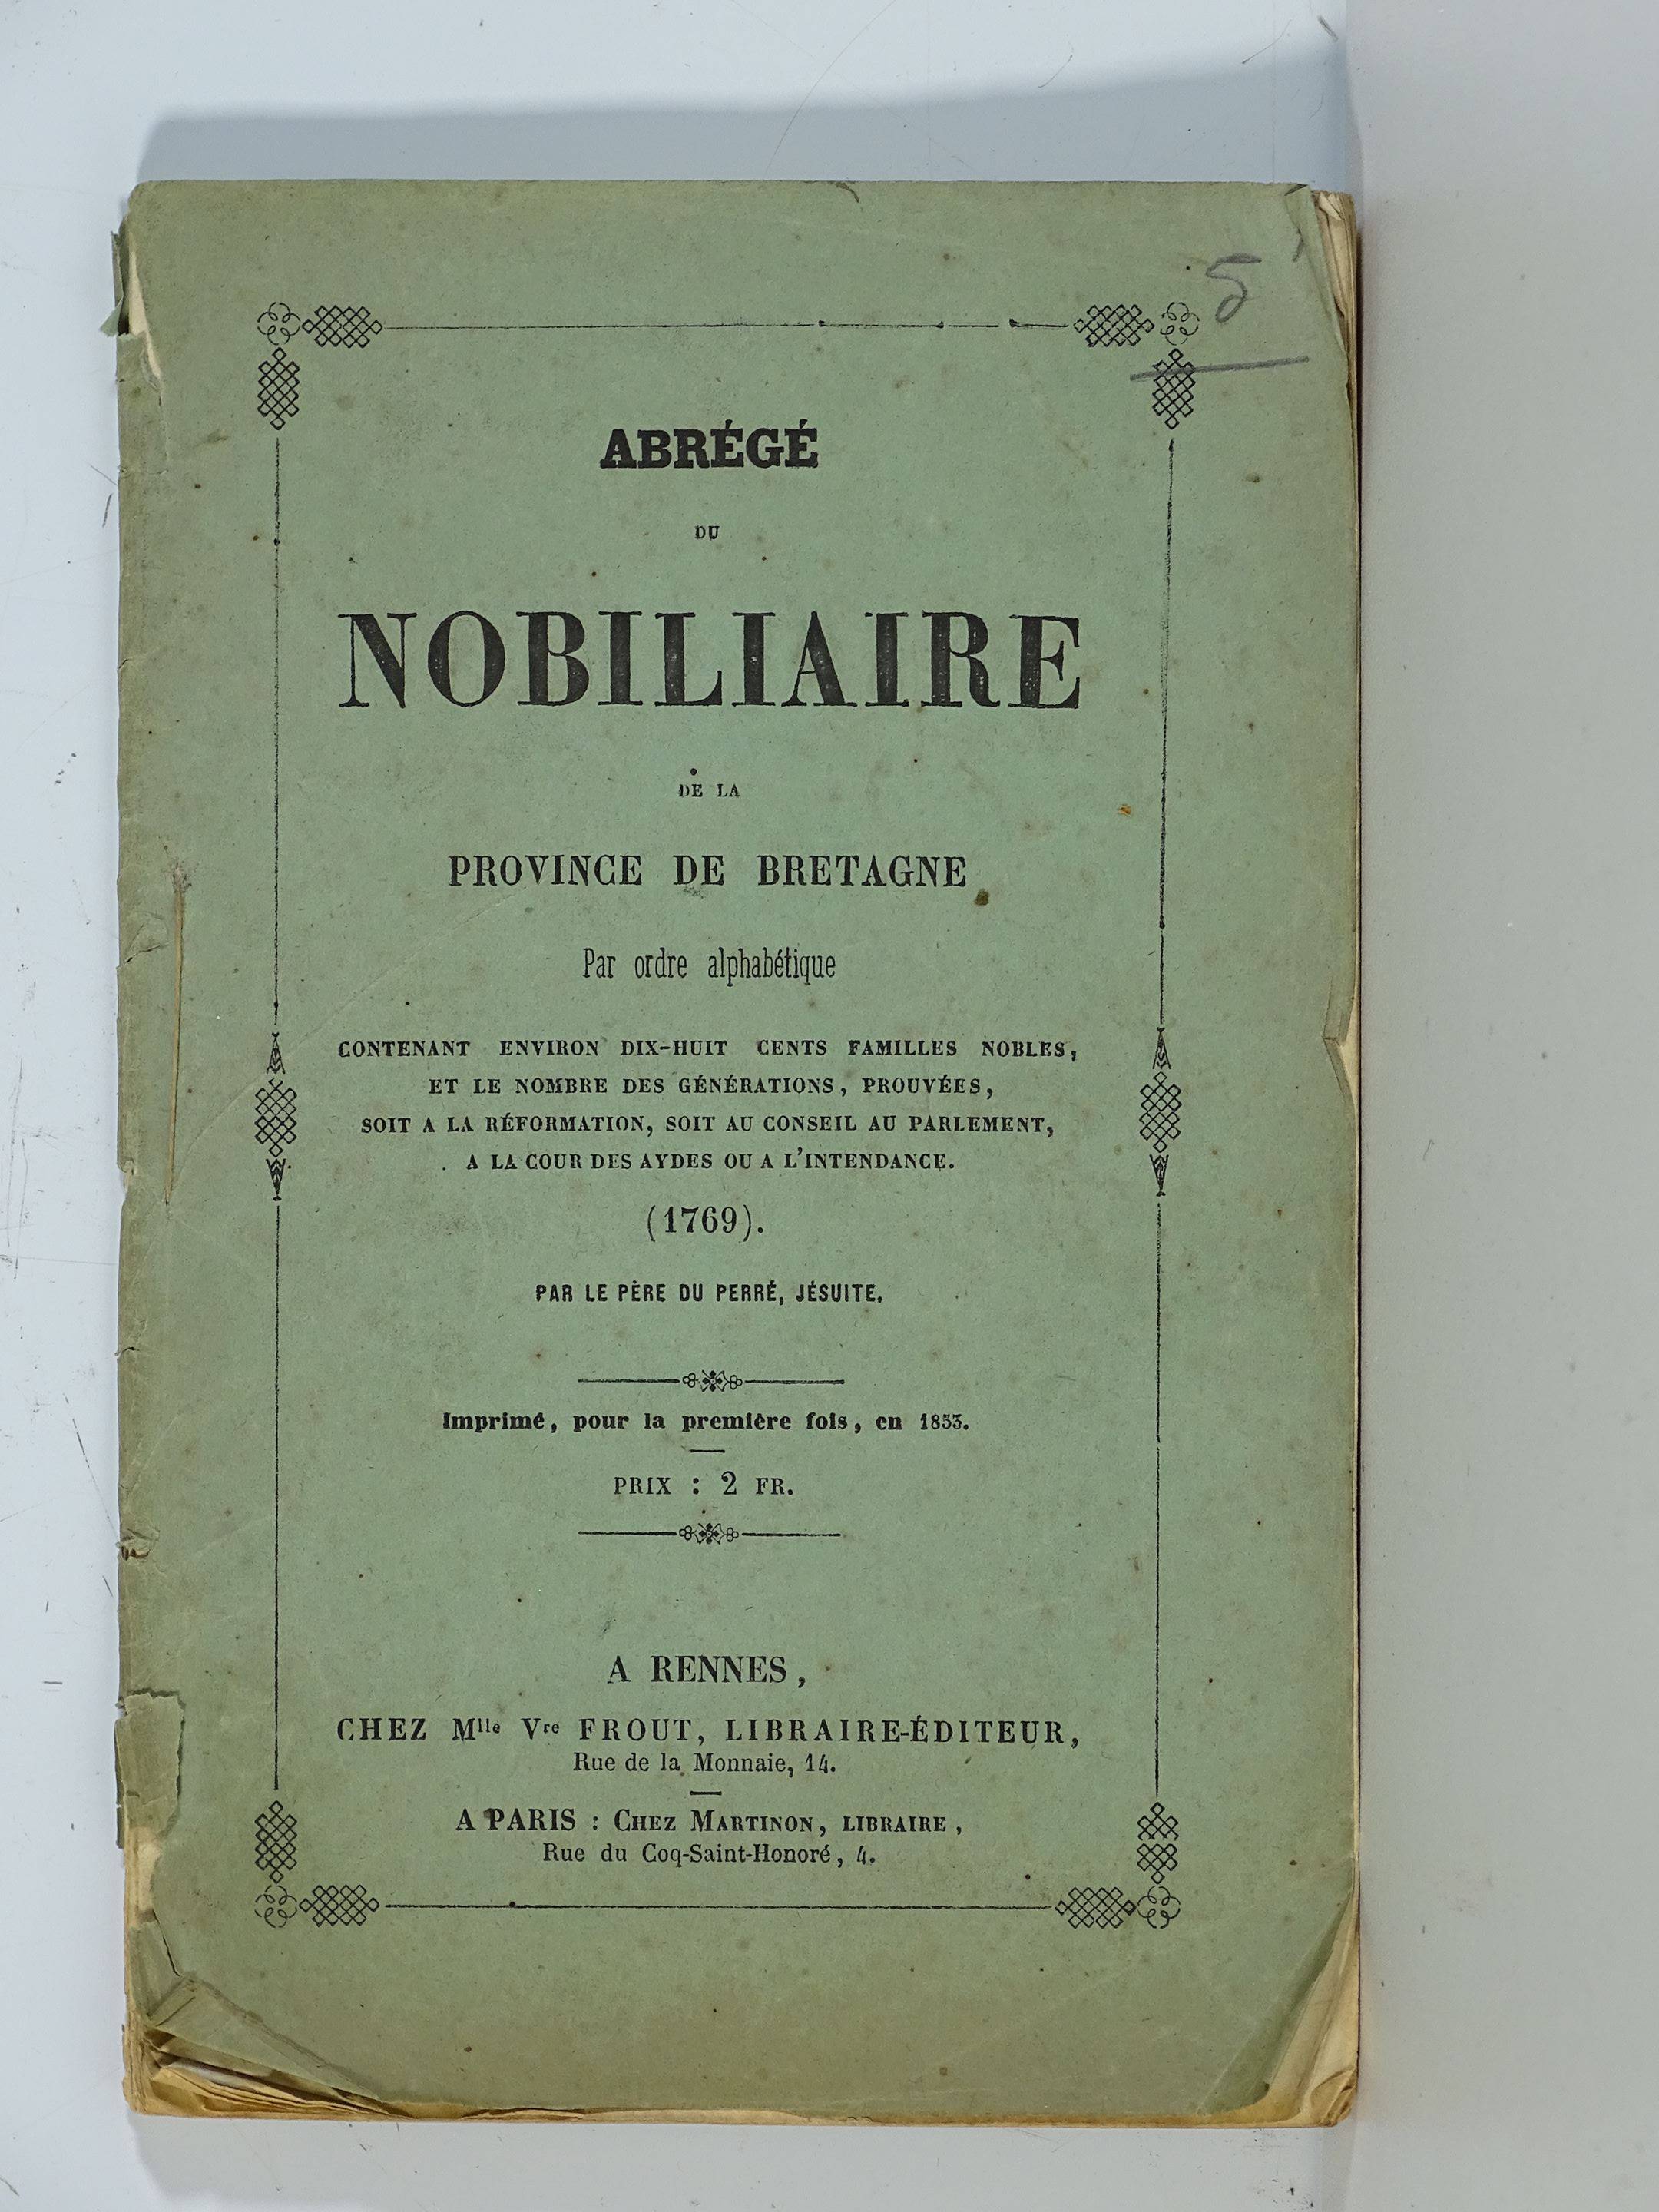 5
ABRÉGÉ
DU
NOBILIAIRE
DE LA
PROVINCE DE BRETAGNE
Par ordre alphabétique
CONTENANT ENVIRON DIX-HUIT CENTS FAMILLES NOBLES,
ET LE NOMBRE DES GÉNÉRATIONS, PROUVÉES,
SOIT A LA RÉFORMATION, SOIT AU CONSEIL AU PARLEMENT,
A LA COUR DES AYDES OU A L'INTENDANCE.
(1769).
PAR LE PÈRE DU PERRÉ, JÉSUITE.
Imprimé, pour la première fois, en 1853.
PRIX : 2 FR.
A RENNES,
CHEZ Mlle Vre FROUT, LIBRAIRE-ÉDITEUR,
Rue de la Monnaie, 14.
A PARIS : CHEZ MARTINON, LIBRAIRE,
Rue du Coq-Saint-Honoré, 4.